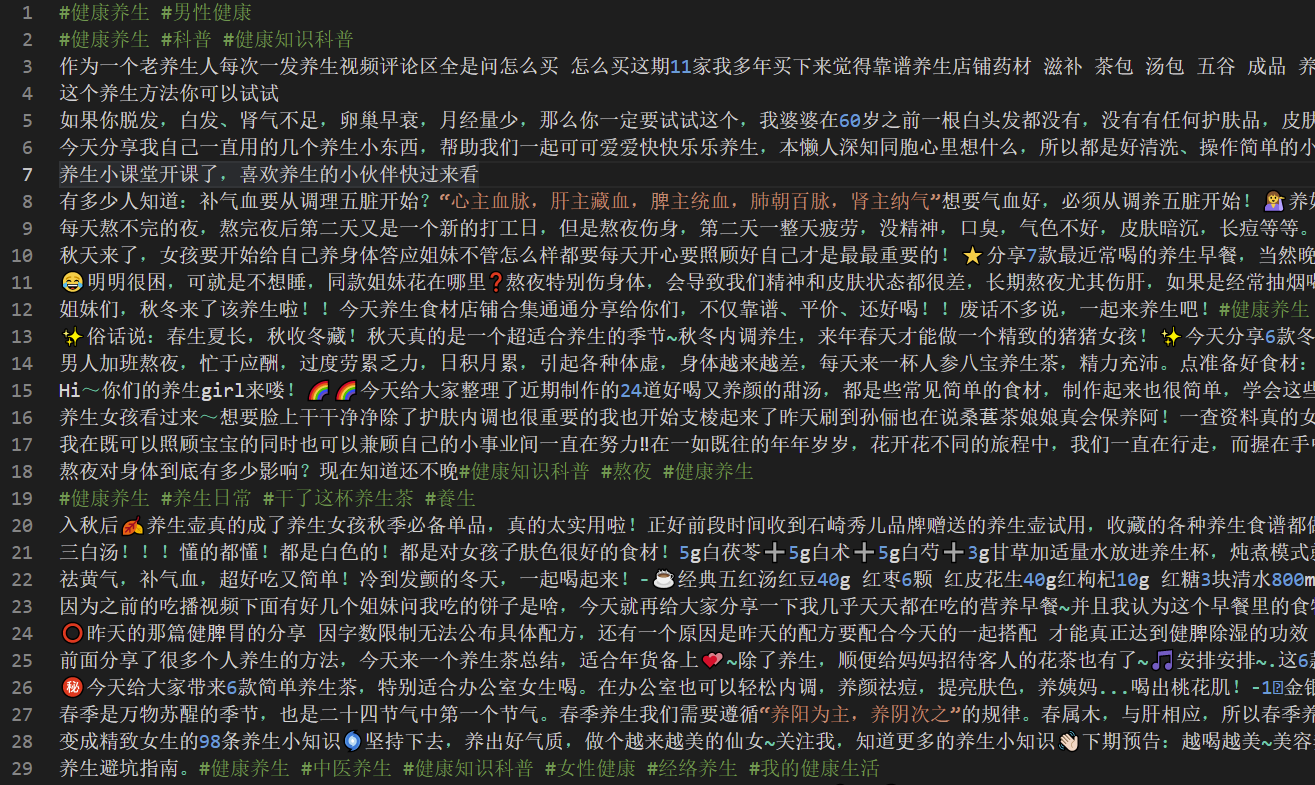 1 #健康养生 #男性健康
2 #健康养生 #科普 #健康知识科普
3 作为一个老养生人每次一发养生视频评论区全是问怎么买 怎么买这期11家我多年买下来觉得靠谱养生店铺药材 滋补 茶包 汤包 五谷 成品 养
4 这个养生方法你可以试试
5 如果你脱发，白发、肾气不足，卵巢早衰，月经量少，那么你一定要试试这个，我婆婆在60岁之前一根白头发都没有，没有有任何护肤品，皮肤
6 今天分享我自己一直用的几个养生小东西，帮助我们一起可可爱爱快快乐乐养生，本懒人深知同胞心里想什么，所以都是好清洗、操作简单的小
7 养生小课堂开课了，喜欢养生的小伙伴快过来看
8 有多少人知道：补气血要从调理五脏开始？“心主血脉，肝主藏血，脾主统血，肺朝百脉，肾主纳气”想要气血好，必须从调养五脏开始！💁‍♀️养
9 每天熬不完的夜，熬完夜后第二天又是一个新的打工日，但是熬夜伤身，第二天一整天疲劳，没精神，口臭，气色不好，皮肤暗沉，长痘等等。
10 秋天来了，女孩要开始给自己养身体答应姐妹不管怎么样都要每天开心要照顾好自己才是最最重要的！⭐分享7款最近常喝的养生早餐，当然晚
11 😂明明很困，可就是不想睡，同款姐妹花在哪里❓熬夜特别伤身体，会导致我们精神和皮肤状态都很差，长期熬夜尤其伤肝，如果是经常抽烟喝
12 姐妹们，秋冬来了该养生啦！！今天养生食材店铺合集通通分享给你们，不仅靠谱、平价、还好喝！！废话不多说，一起来养生吧！#健康养生
13 ✨俗话说：春生夏长，秋收冬藏！秋天真的是一个超适合养生的季节~秋冬内调养生，来年春天才能做一个精致的猪猪女孩！✨今天分享6款冬
14 男人加班熬夜，忙于应酬，过度劳累乏力，日积月累，引起各种体虚，身体越来越差，每天来一杯人参八宝养生茶，精力充沛。点准备好食材：
15 Hi～你们的养生girl来喽！🌈🌈今天给大家整理了近期制作的24道好喝又养颜的甜汤，都是些常见简单的食材，制作起来也很简单，学会这些
16 养生女孩看过来～想要脸上干干净净除了护肤内调也很重要的我也开始支棱起来了昨天刷到孙俪也在说桑葚茶娘娘真会保养阿！一查资料真的女
17 我在既可以照顾宝宝的同时也可以兼顾自己的小事业间一直在努力‼在一如既往的年年岁岁，花开花不同的旅程中，我们一直在行走，而握在手
18 熬夜对身体到底有多少影响？现在知道还不晚#健康知识科普 #熬夜 #健康养生
19 #健康养生 #养生日常 #干了这杯养生茶 #養生
20 入秋后🍂养生壶真的成了养生女孩秋季必备单品，真的太实用啦！正好前段时间收到石崎秀儿品牌赠送的养生壶试用，收藏的各种养生食谱都
21 三白汤！！！懂的都懂！都是白色的！都是对女孩子肤色很好的食材！5g白茯苓➕5g白术➕5g白芍➕3g甘草加适量水放进养生杯，炖煮模式
22 祛黄气，补气血，超好吃又简单！冷到发颤的冬天，一起喝起来！-☕经典五红汤红豆40g 红枣6颗 红皮花生40g红枸杞10g 红糖3块清水800m
23 因为之前的吃播视频下面有好几个姐妹问我吃的饼子是啥，今天就再给大家分享一下我几乎天天都在吃的营养早餐~并且我认为这个早餐里的食
24 ⭕昨天的那篇健脾胃的分享 因字数限制无法公布具体配方，还有一个原因是昨天的配方要配合今天的一起搭配 才能真正达到健脾除湿的功效
25 前面分享了很多个人养生的方法，今天来一个养生茶总结，适合年货备上💕~除了养生，顺便给妈妈招待客人的花茶也有了~🎵安排安排~.这6款
26 ㊙今天给大家带来6款简单养生茶，特别适合办公室女生喝。在办公室也可以轻松内调，养颜祛痘，提亮肤色，养姨妈...喝出桃花肌！-1金银
27 春季是万物苏醒的季节，也是二十四节气中第一个节气。春季养生我们需要遵循“养阳为主，养阴次之”的规律。春属木，与肝相应，所以春季养
28 变成精致女生的98条养生小知识🧿坚持下去，养出好气质，做个越来越美的仙女~关注我，知道更多的养生小知识👋🏻下期预告：越喝越美~美容
29 养生避坑指南。#健康养生 #中医养生 #健康知识科普 #女性健康 #经络养生 #我的健康生活